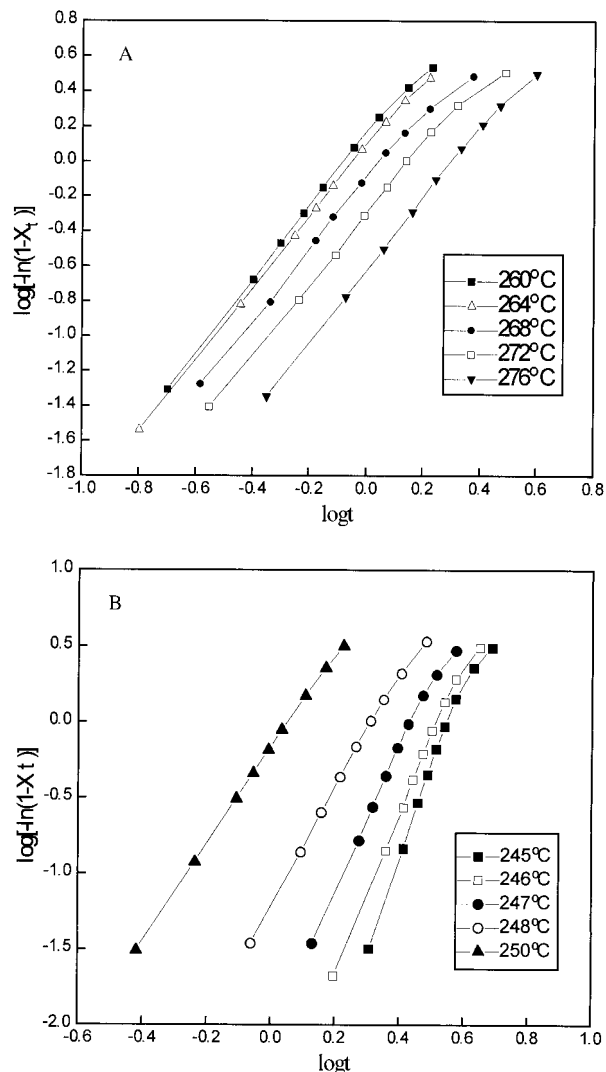 A
0.8
0.6
0.4
0.2
0.0
-0.2
-0.4
-0.6
-0.8
-1.0
-1.2
-1.4
-1.6
-1.8
log[-ln(1-Xt)]
260°C
264°C
268°C
272°C
276°C
-1.0 -0.8 -0.6 -0.4 -0.2 0.0 0.2 0.4 0.6 0.8
logt
B
1.0
0.5
0.0
-0.5
-1.0
-1.5
-2.0
log[-ln(1-X t)]
245°C
246°C
247°C
248°C
250°C
-0.6 -0.4 -0.2 0.0 0.2 0.4 0.6 0.8 1.0
logt